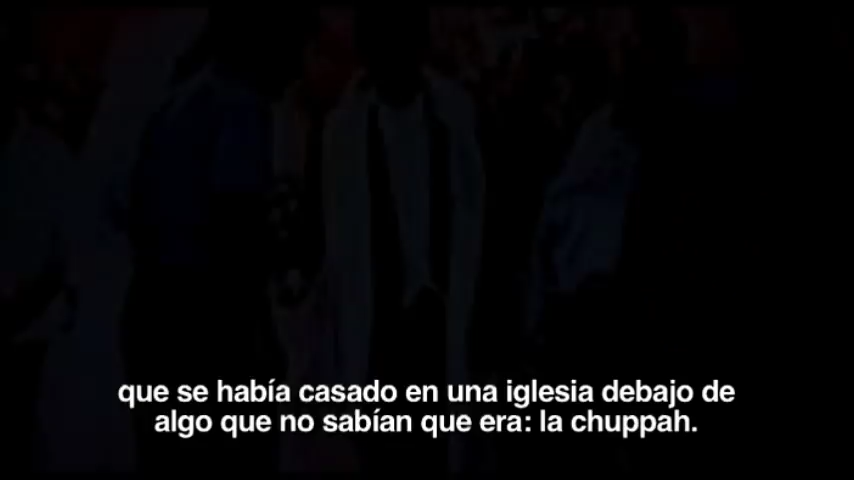 que se había casado en una iglesia debajo de
algo que no sabían que era: la chuppah.